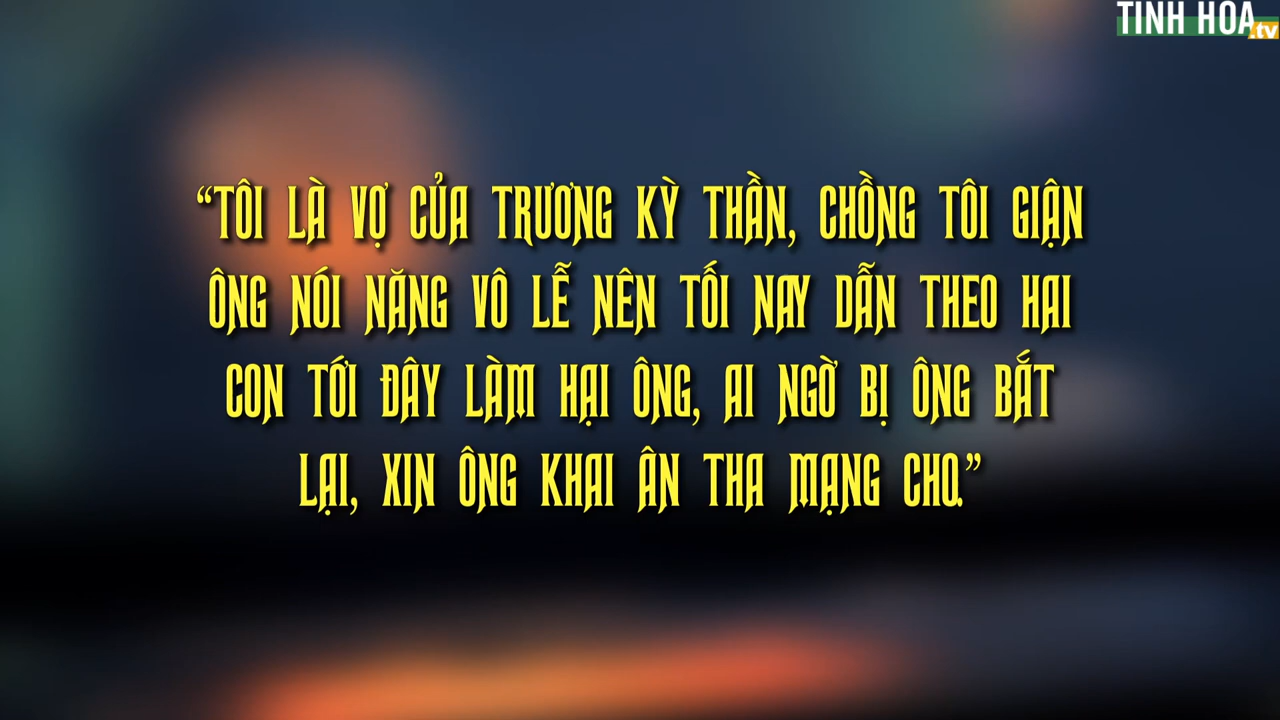 TINH HOA
.tv
“TÔI LÀ VỢ CỦA TRƯƠNG KỲ THẦN, CHỒNG TÔI GIẬN
ÔNG NÓI NĂNG VÔ LỄ NÊN TỐI NAY DẪN THEO HAI
CON TỚI ĐÂY LÀM HẠI ÔNG, AI NGỜ BỊ ÔNG BẮT
LẠI, XIN ÔNG KHAI ÂN THA MẠNG CHO.”